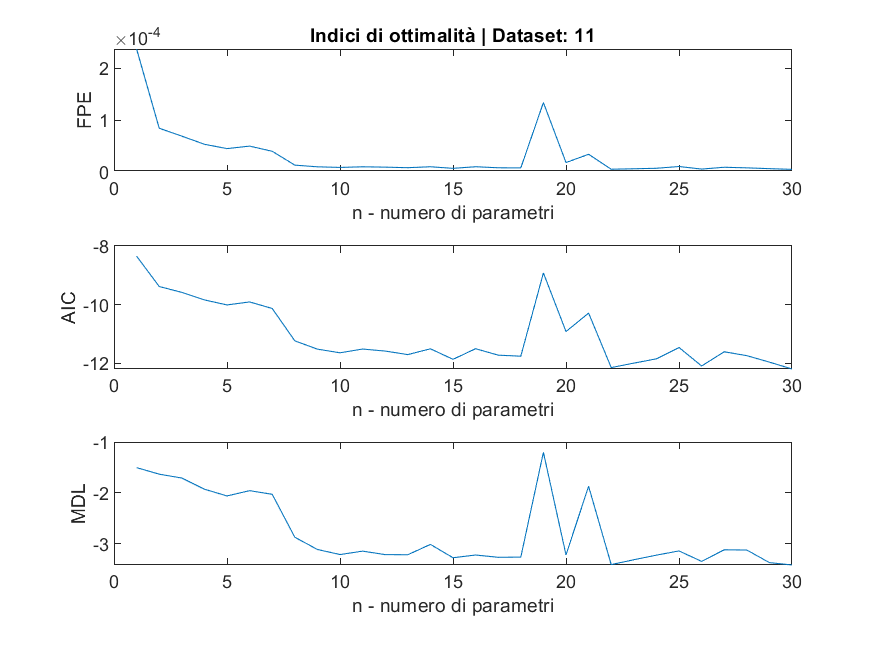 Indici di ottimalità | Dataset: 11
×10-4
FPE
2
1
0
0 5 10 15 20 25 30
n - numero di parametri
AIC
-8
-10
-12
0 5 10 15 20 25 30
n - numero di parametri
MDL
-1
-2
-3
0 5 10 15 20 25 30
n - numero di parametri